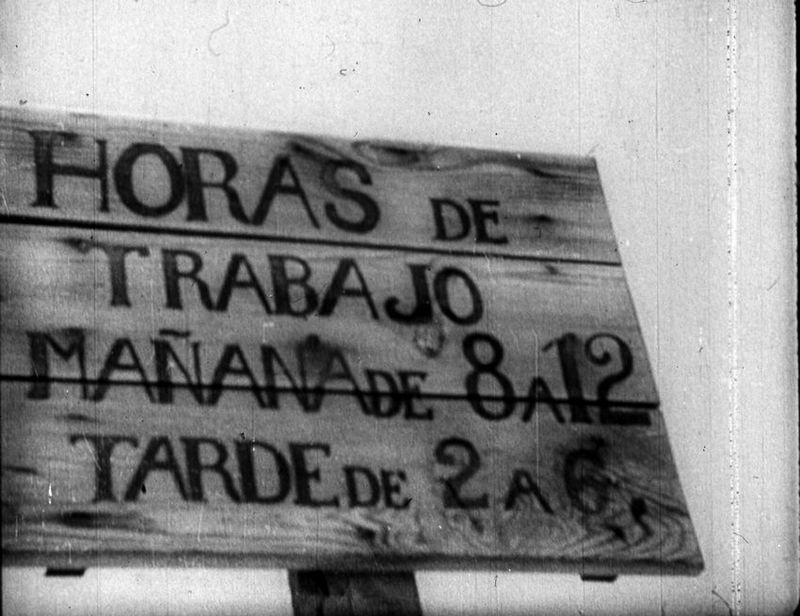 HORAS DE
TRABAJO
MAÑANA DE 8 A 12
TARDE DE 2 A 6.